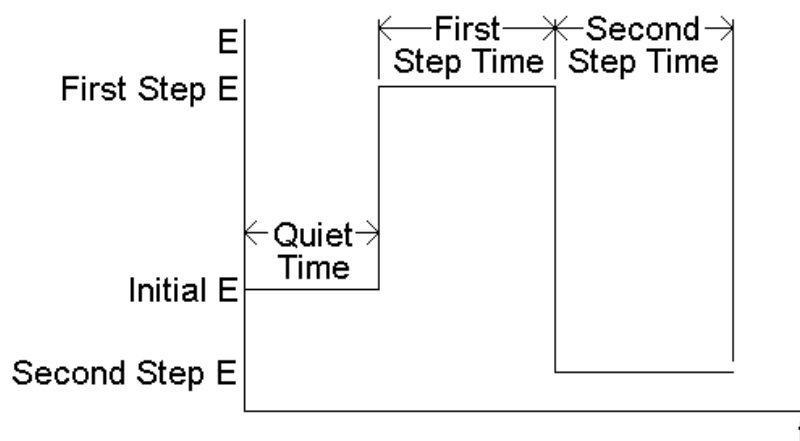 E
First
Step Time
Second
Step Time
First Step E
Quiet
Time
Initial E
Second Step E